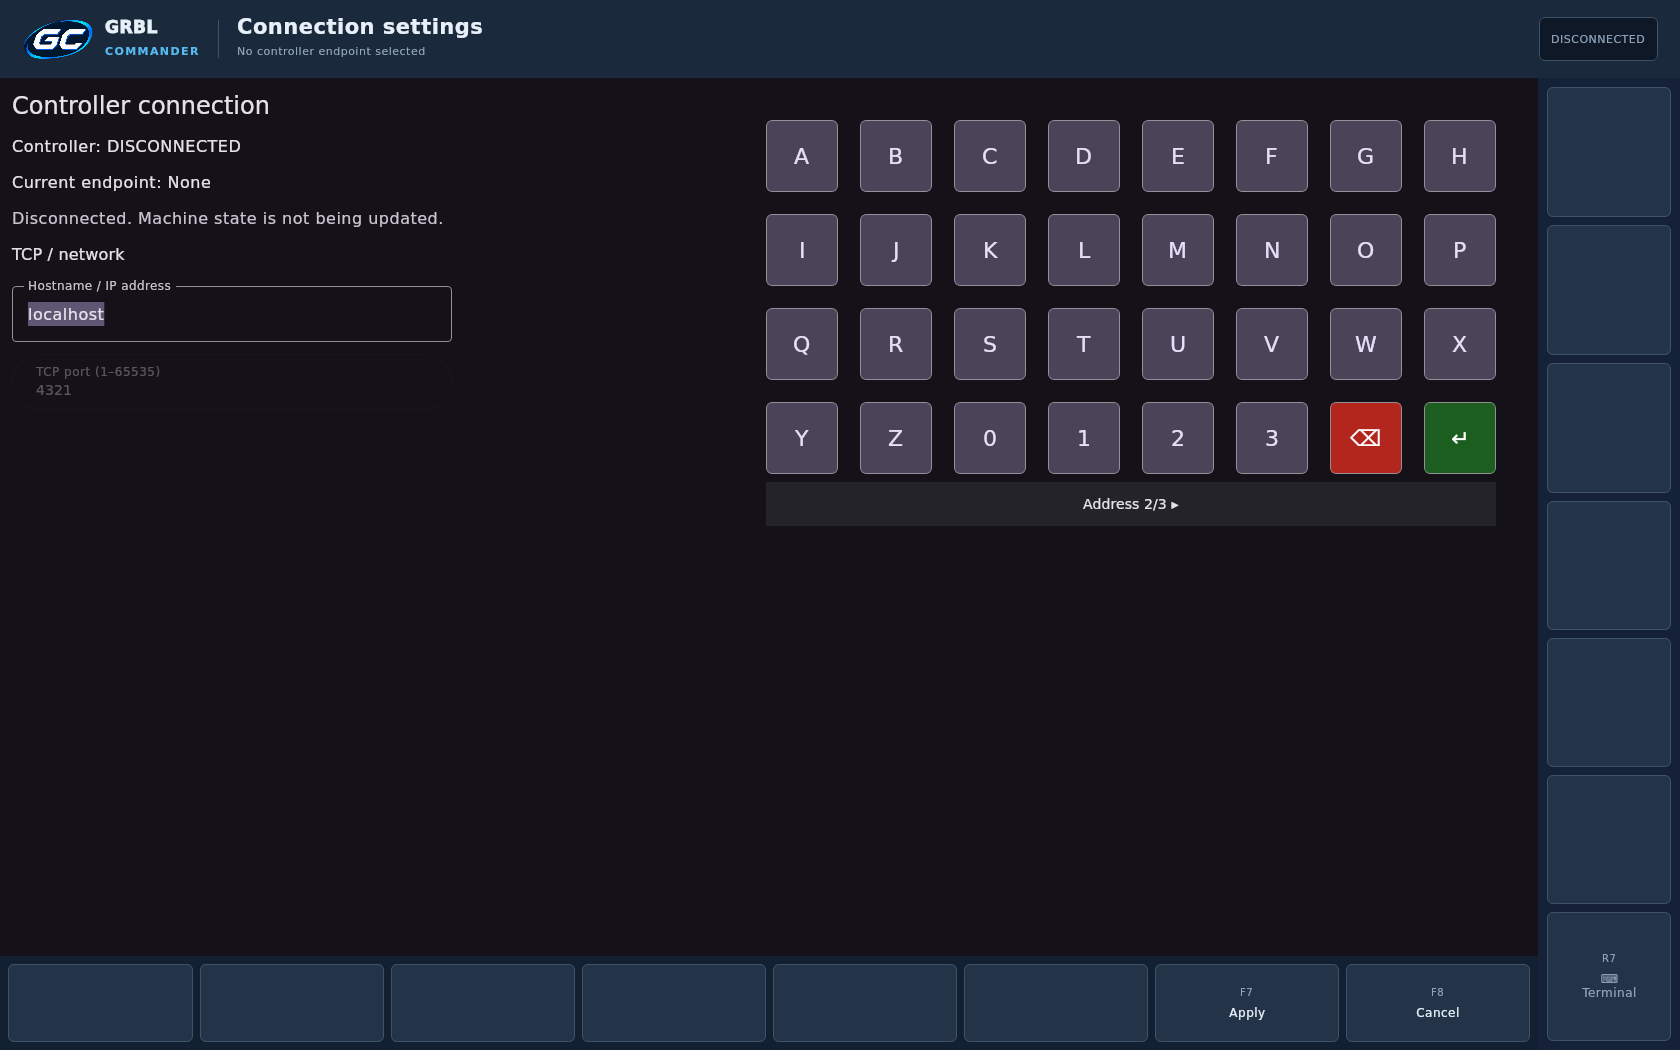 GC
GRBL
COMMANDER
Connection settings
No controller endpoint selected
DISCONNECTED
Controller connection
Controller: DISCONNECTED
Current endpoint: None
Disconnected. Machine state is not being updated.
TCP / network
Hostname / IP address
localhost
TCP port (1–65535)
4321
A B C D E F G H
I J K L M N O P
Q R S T U V W X
Y Z 0 1 2 3 ⌫ ↵
Address 2/3 ▸
F7
Apply
F8
Cancel
R7
⌨
Terminal